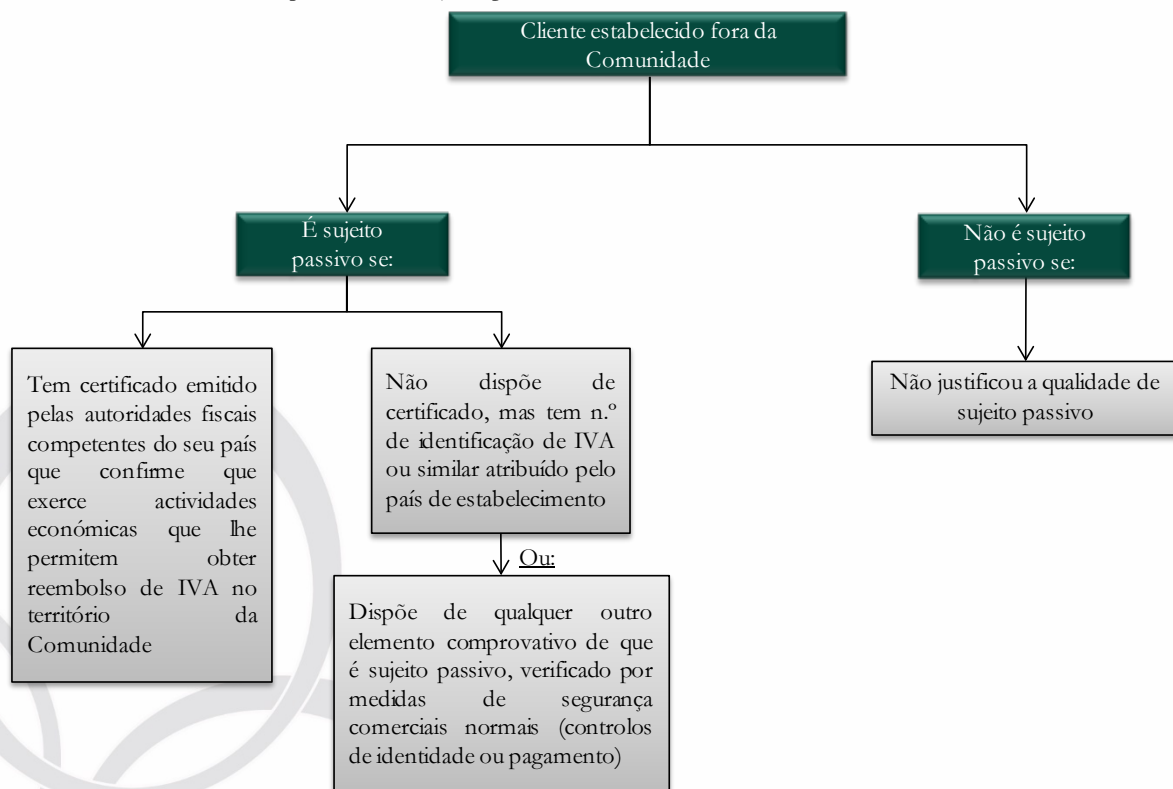 Cliente estabelecido fora da
Comunidade
É sujeito
passivo se:
Não é sujeito
passivo se:
Tem certificado emitido
pelas autoridades fiscais
competentes do seu país
que confirme que
exerce actividades
económicas que lhe
permitem obter
reembolso de IVA no
território da
Comunidade
Não dispõe de
certificado, mas tem n.º
de identificação de IVA
ou similar atribuído pelo
país de estabelecimento
Não justificou a qualidade de
sujeito passivo
Ou:
Dispõe de qualquer outro
elemento comprovativo de que
é sujeito passivo, verificado por
medidas de segurança
comerciais normais (controlos
de identidade ou pagamento)